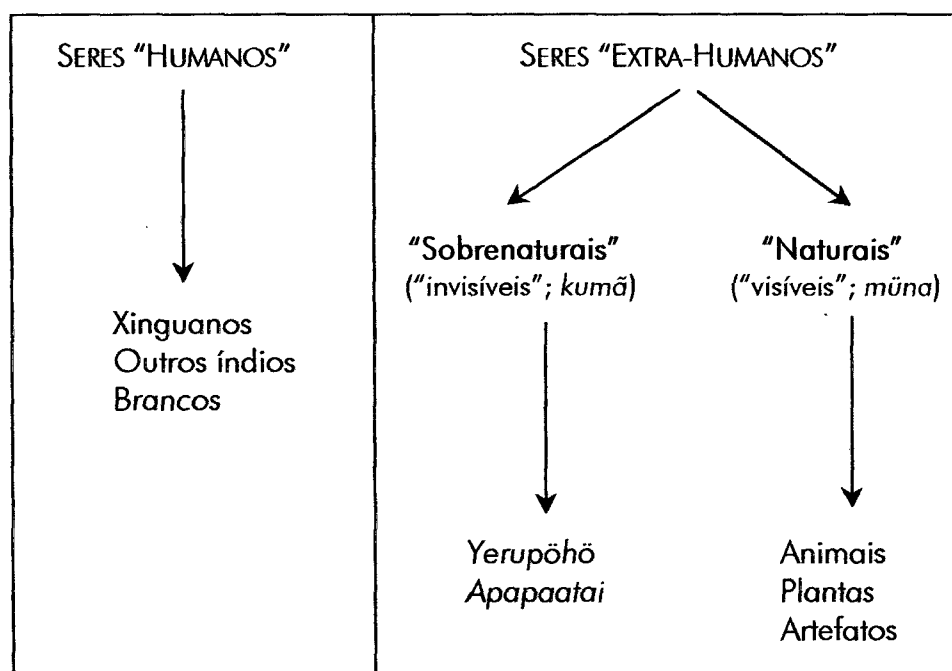 SERES "HUMANOS"
Xinguanos
Outros índios
Brancos
SERES "EXTRA-HUMANOS"
"Sobrenaturais"
("invisíveis"; kumã)
Yerupöhö
Apapaatai
"Naturais"
("visíveis"; müna)
Animais
Plantas
Artefatos